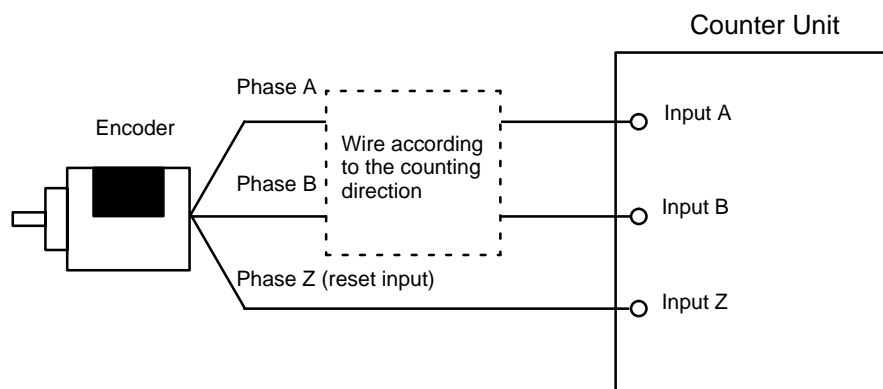 Counter Unit
Phase A
Encoder
Wire according
to the counting
direction
Input A
Phase B
Input B
Phase Z (reset input)
Input Z